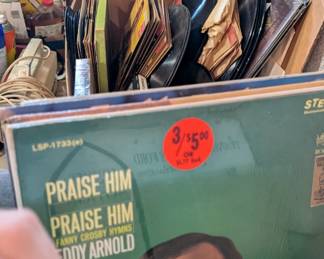 LSP-1733(e)
3/$5.00
OR
STE
PRAISE HIM
PRAISE HIM
FANNY CROSBY HYMNS
DDY ARNOLD